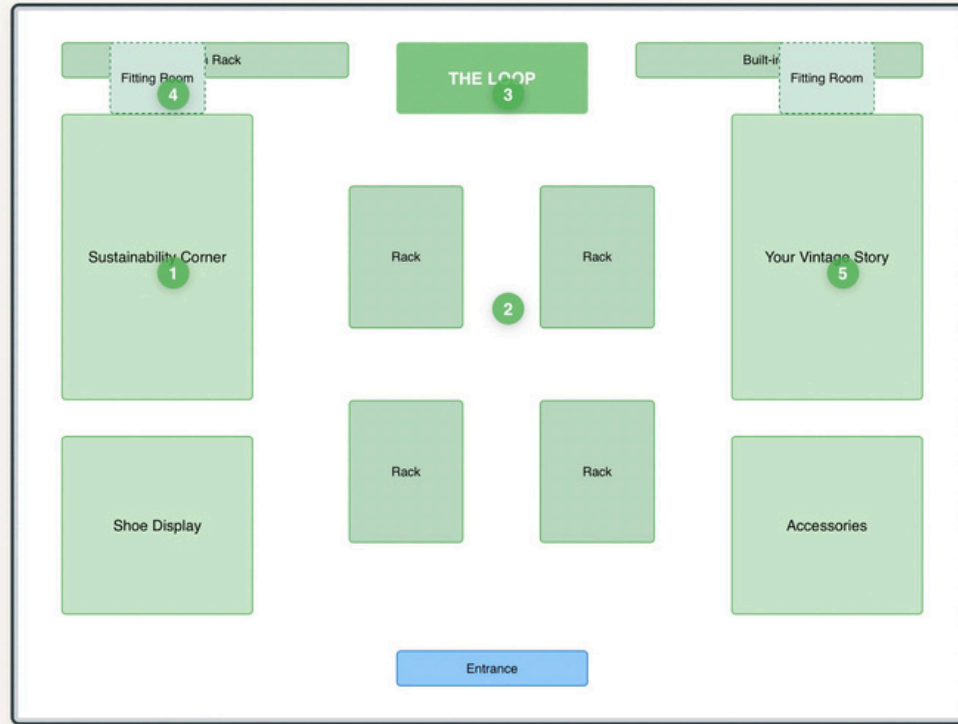 Rack
Built-i
Fitting Room
4
THE LOOP
3
Fitting Room
Sustainability Corner
1
Rack
Rack
Your Vintage Story
5
2
Shoe Display
Rack
Rack
Accessories
Entrance